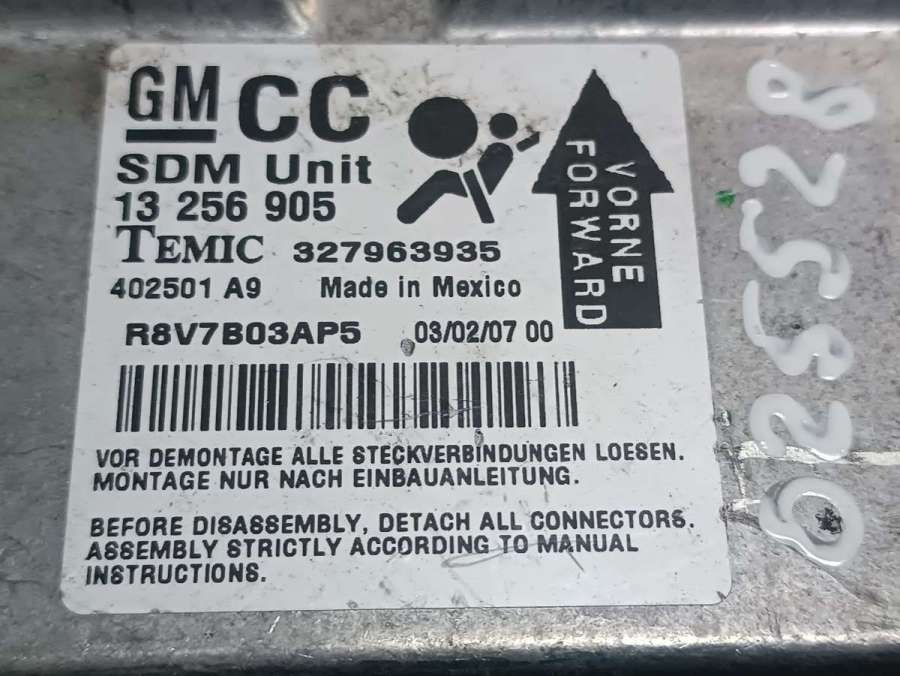 GM CC
SDM Unit
13 256 905
TEMIC 327963935
402501 A9 Made in Mexico
R8V7B03AP5 03/02/07 00
VORNE
FORWARD
VOR DEMONTAGE ALLE STECKVERBINDUNGEN LOESEN.
MONTAGE NUR NACH EINBAUANLEITUNG.
BEFORE DISASSEMBLY, DETACH ALL CONNECTORS.
ASSEMBLY STRICTLY ACCORDING TO MANUAL
INSTRUCTIONS.